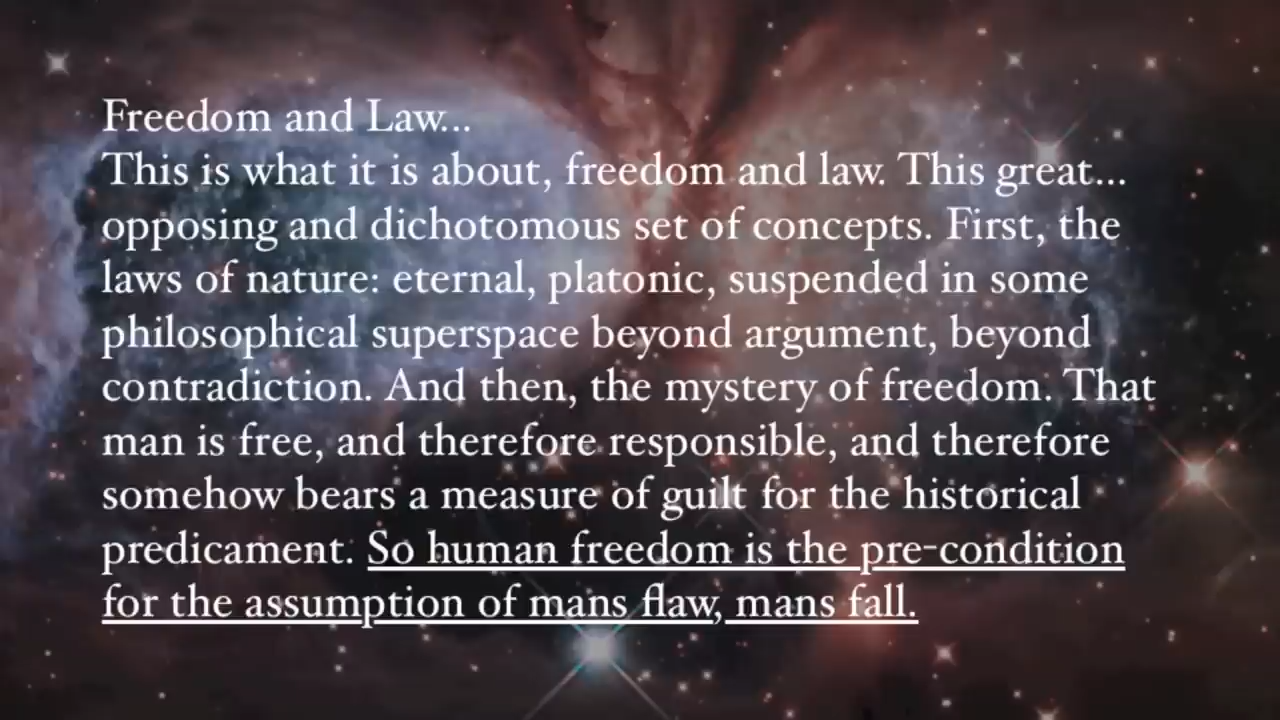 Freedom and Law...
This is what it is about, freedom and law. This great...
opposing and dichotomous set of concepts. First, the
laws of nature: eternal, platonic, suspended in some
philosophical superspace beyond argument, beyond
contradiction. And then, the mystery of freedom. That
man is free, and therefore responsible, and therefore
somehow bears a measure of guilt for the historical
predicament. So human freedom is the pre-condition
for the assumption of mans flaw, mans fall.